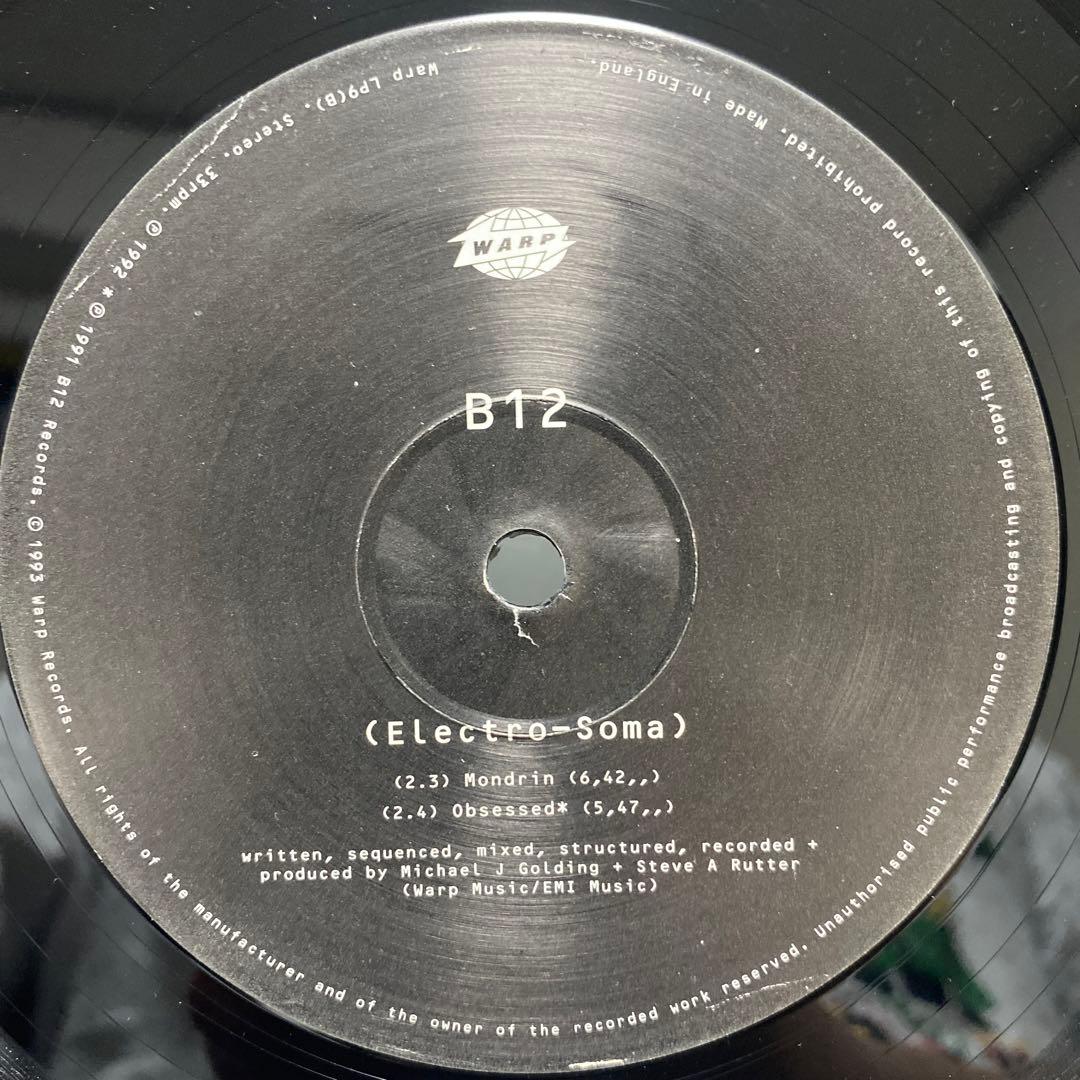 WARP
B12
(Electro-Soma)
(2.3) Mondrin (6,42,,)
(2.4) Obsessed* (5,47,,)
written, sequenced, mixed, structured, recorded +
produced by Michael J Golding + Steve A Rutter
(Warp Music/EMI Music)
Warp LP9(B). Stereo. 33rpm. ℗ 1992 * ℗ 1991 B12 Records. © 1993 Warp Records. All rights of the manufacturer and of the owner of the recorded work reserved. Unauthorised public performance broadcasting and copying of this record prohibited. Made in England.